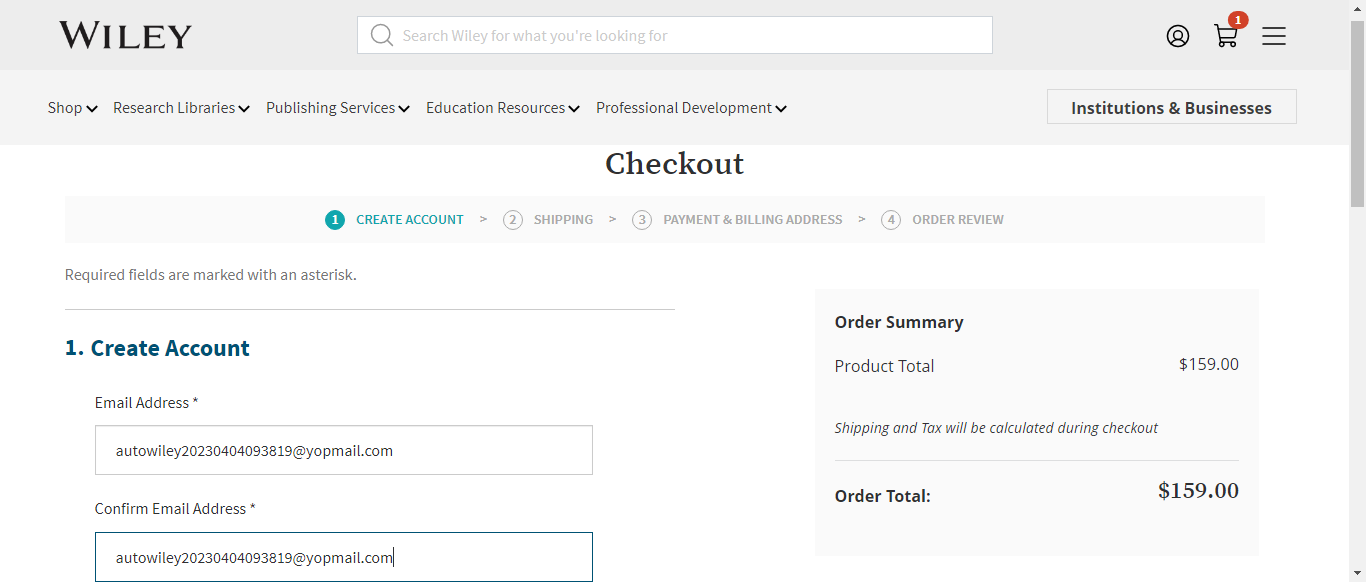 WILEY
Search Wiley for what you're looking for
1
Shop Research Libraries Publishing Services Education Resources Professional Development Institutions & Businesses
Checkout
1 CREATE ACCOUNT > 2 SHIPPING > 3 PAYMENT & BILLING ADDRESS > 4 ORDER REVIEW
Required fields are marked with an asterisk.
1. Create Account
Email Address *
autowiley20230404093819@yopmail.com
Confirm Email Address *
autowiley20230404093819@yopmail.com
Order Summary
Product Total $159.00
Shipping and Tax will be calculated during checkout
Order Total: $159.00